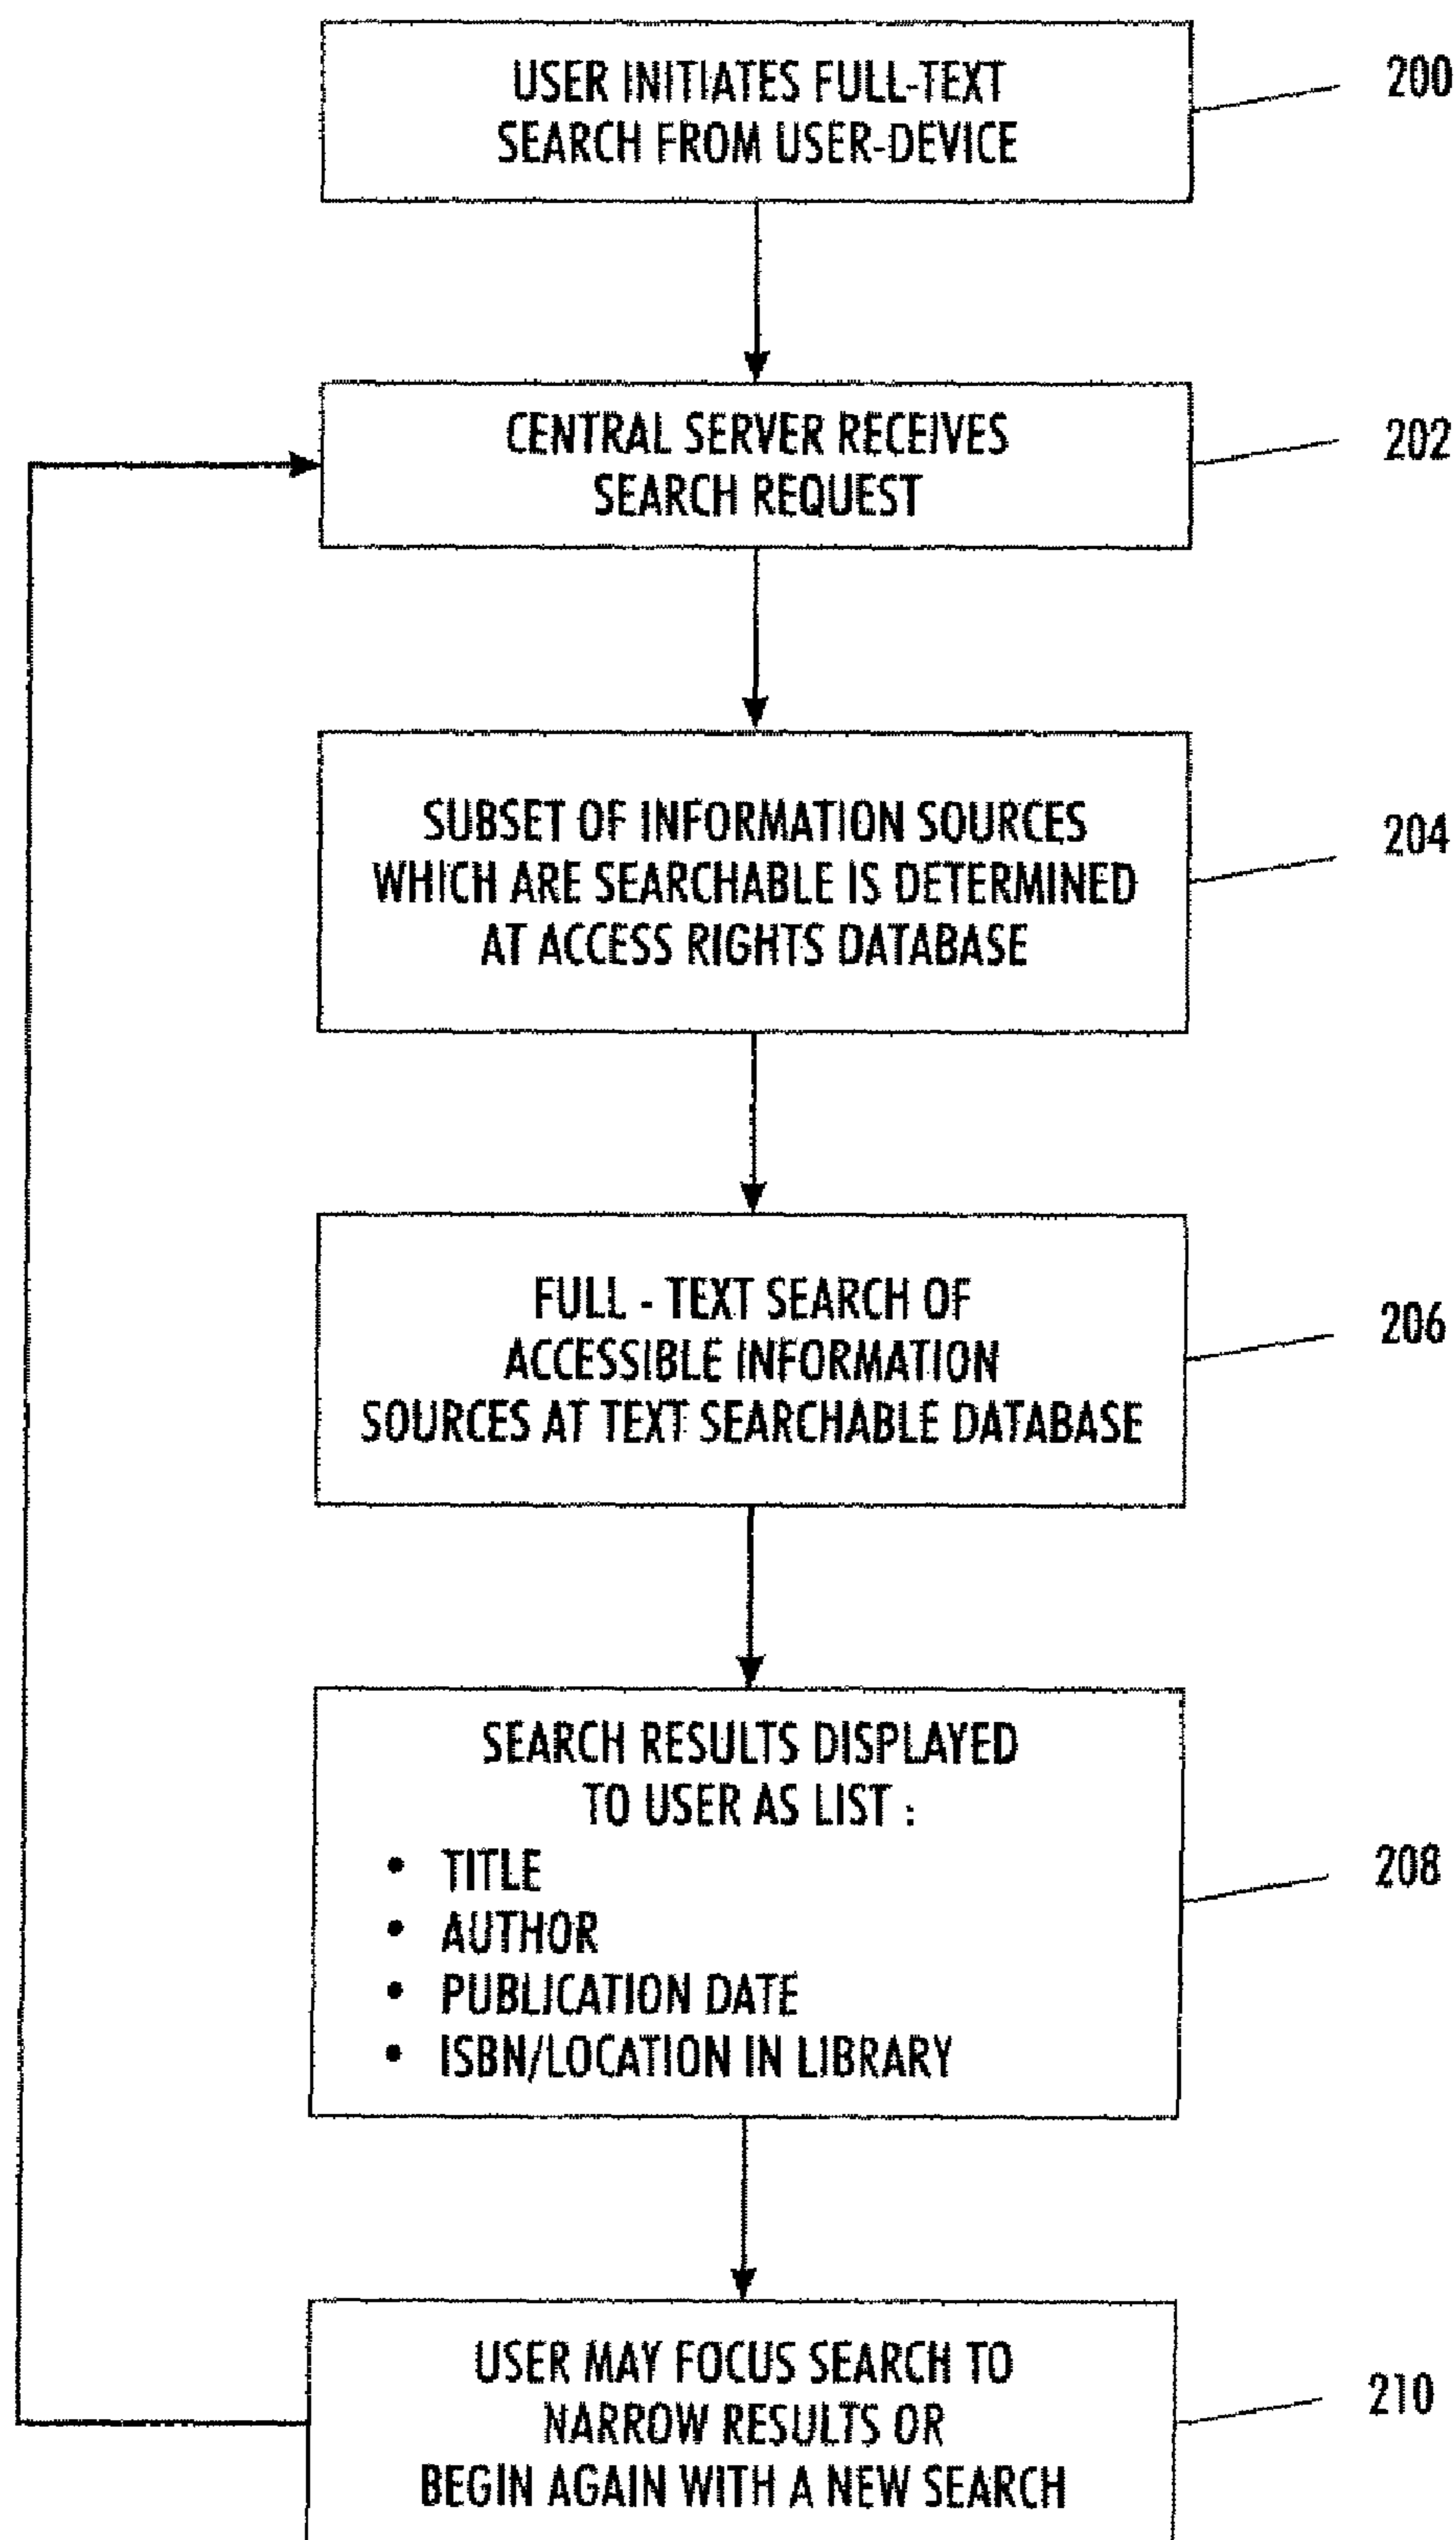 USER INITIATES FULL-TEXT
SEARCH FROM USER-DEVICE
200
CENTRAL SERVER RECEIVES
SEARCH REQUEST
202
SUBSET OF INFORMATION SOURCES
WHICH ARE SEARCHABLE IS DETERMINED
AT ACCESS RIGHTS DATABASE
204
FULL - TEXT SEARCH OF
ACCESSIBLE INFORMATION
SOURCES AT TEXT SEARCHABLE DATABASE
206
SEARCH RESULTS DISPLAYED
TO USER AS LIST :
• TITLE
• AUTHOR
• PUBLICATION DATE
• ISBN/LOCATION IN LIBRARY
208
USER MAY FOCUS SEARCH TO
NARROW RESULTS OR
BEGIN AGAIN WITH A NEW SEARCH
210